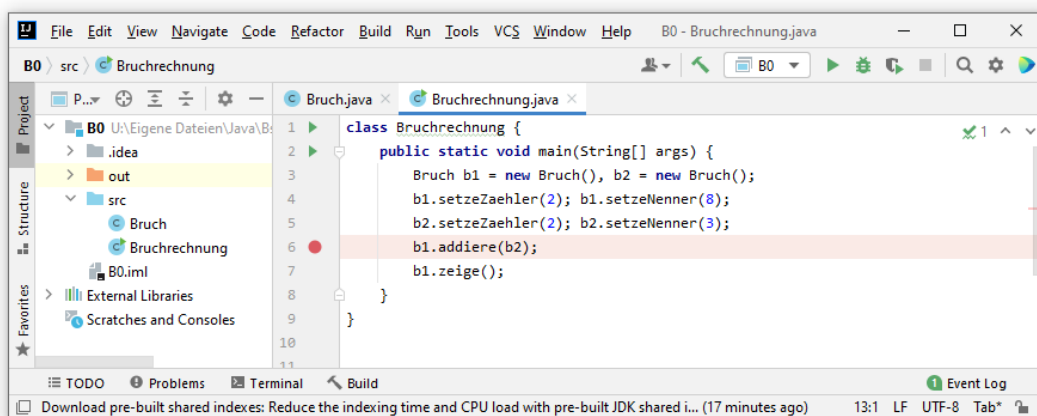 File Edit View Navigate Code Refactor Build Run Tools VCS Window Help B0 - Bruchrechnung.java
B0 src Bruchrechnung B0
Project P... Bruch.java Bruchrechnung.java
B0 U:\Eigene Dateien\Java\Bs
.idea
out
src
Bruch
Bruchrechnung
B0.iml
External Libraries
Scratches and Consoles
Structure
Favorites
1 class Bruchrechnung { 1
2 public static void main(String[] args) {
3 Bruch b1 = new Bruch(), b2 = new Bruch();
4 b1.setzeZaehler(2); b1.setzeNenner(8);
5 b2.setzeZaehler(2); b2.setzeNenner(3);
6 b1.addiere(b2);
7 b1.zeige();
8 }
9 }
10
11
TODO Problems Terminal Build 1 Event Log
Download pre-built shared indexes: Reduce the indexing time and CPU load with pre-built JDK shared i... (17 minutes ago) 13:1 LF UTF-8 Tab*